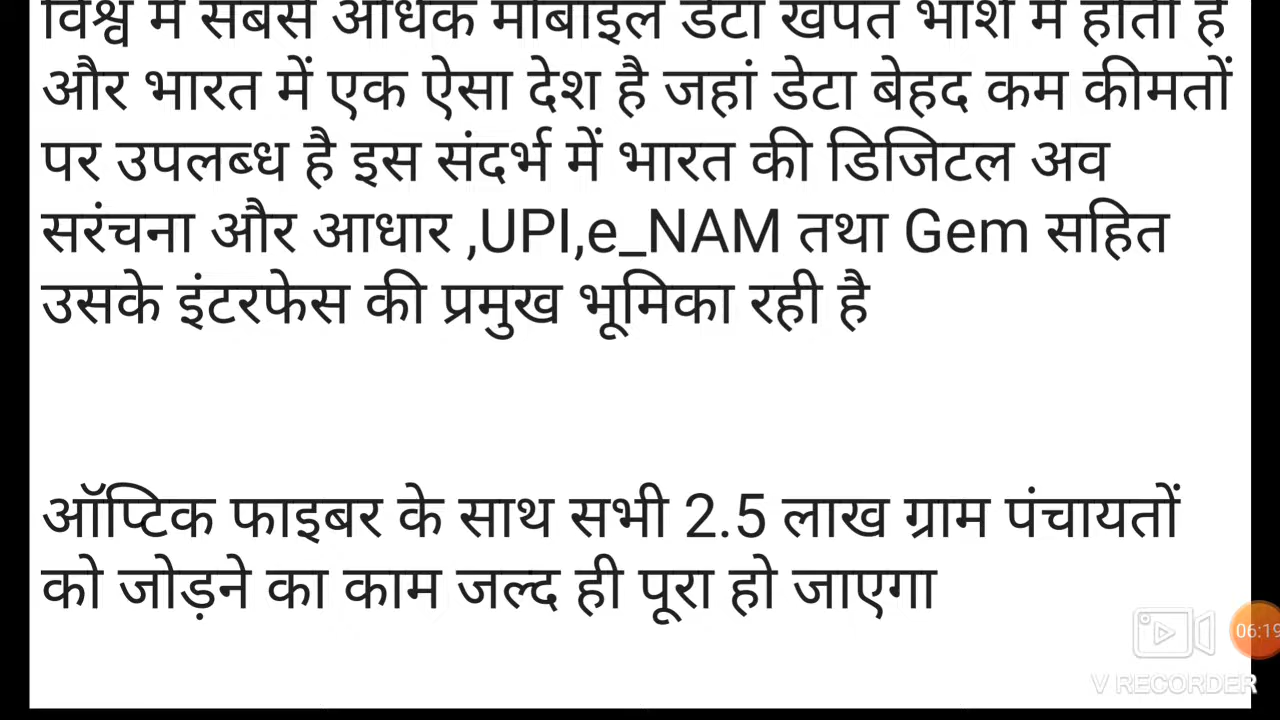 विश्व में सबसे अधिक मोबाइल डेटा खपत भाश में होती है
और भारत में एक ऐसा देश है जहां डेटा बेहद कम कीमतों
पर उपलब्ध है इस संदर्भ में भारत की डिजिटल अव
सरंचना और आधार ,UPI,e_NAM तथा Gem सहित
उसके इंटरफेस की प्रमुख भूमिका रही है
ऑप्टिक फाइबर के साथ सभी 2.5 लाख ग्राम पंचायतों
को जोड़ने का काम जल्द ही पूरा हो जाएगा
06:19
V RECORDER